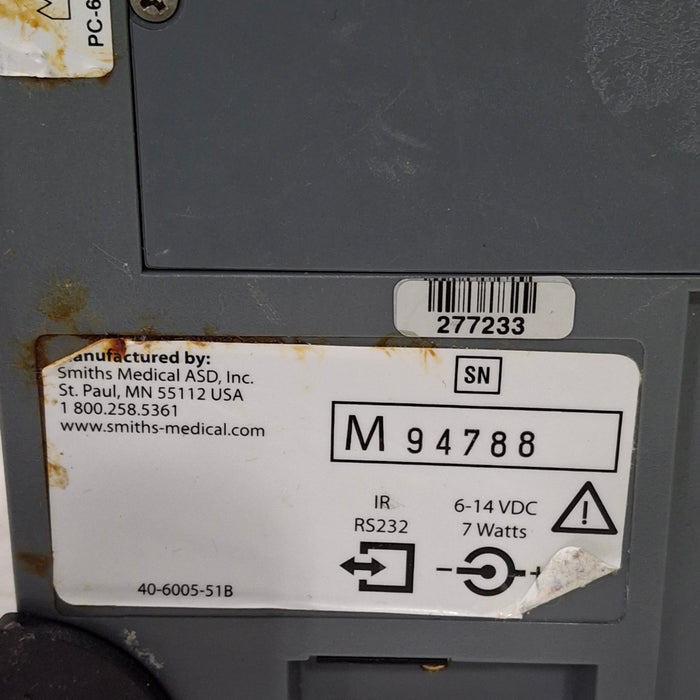 PC-6
277233
anufactured by:
Smiths Medical ASD, Inc.
St. Paul, MN 55112 USA
1 800.258.5361
www.smiths-medical.com
SN
M 94788
IR
RS232
6-14 VDC
7 Watts
40-6005-51B